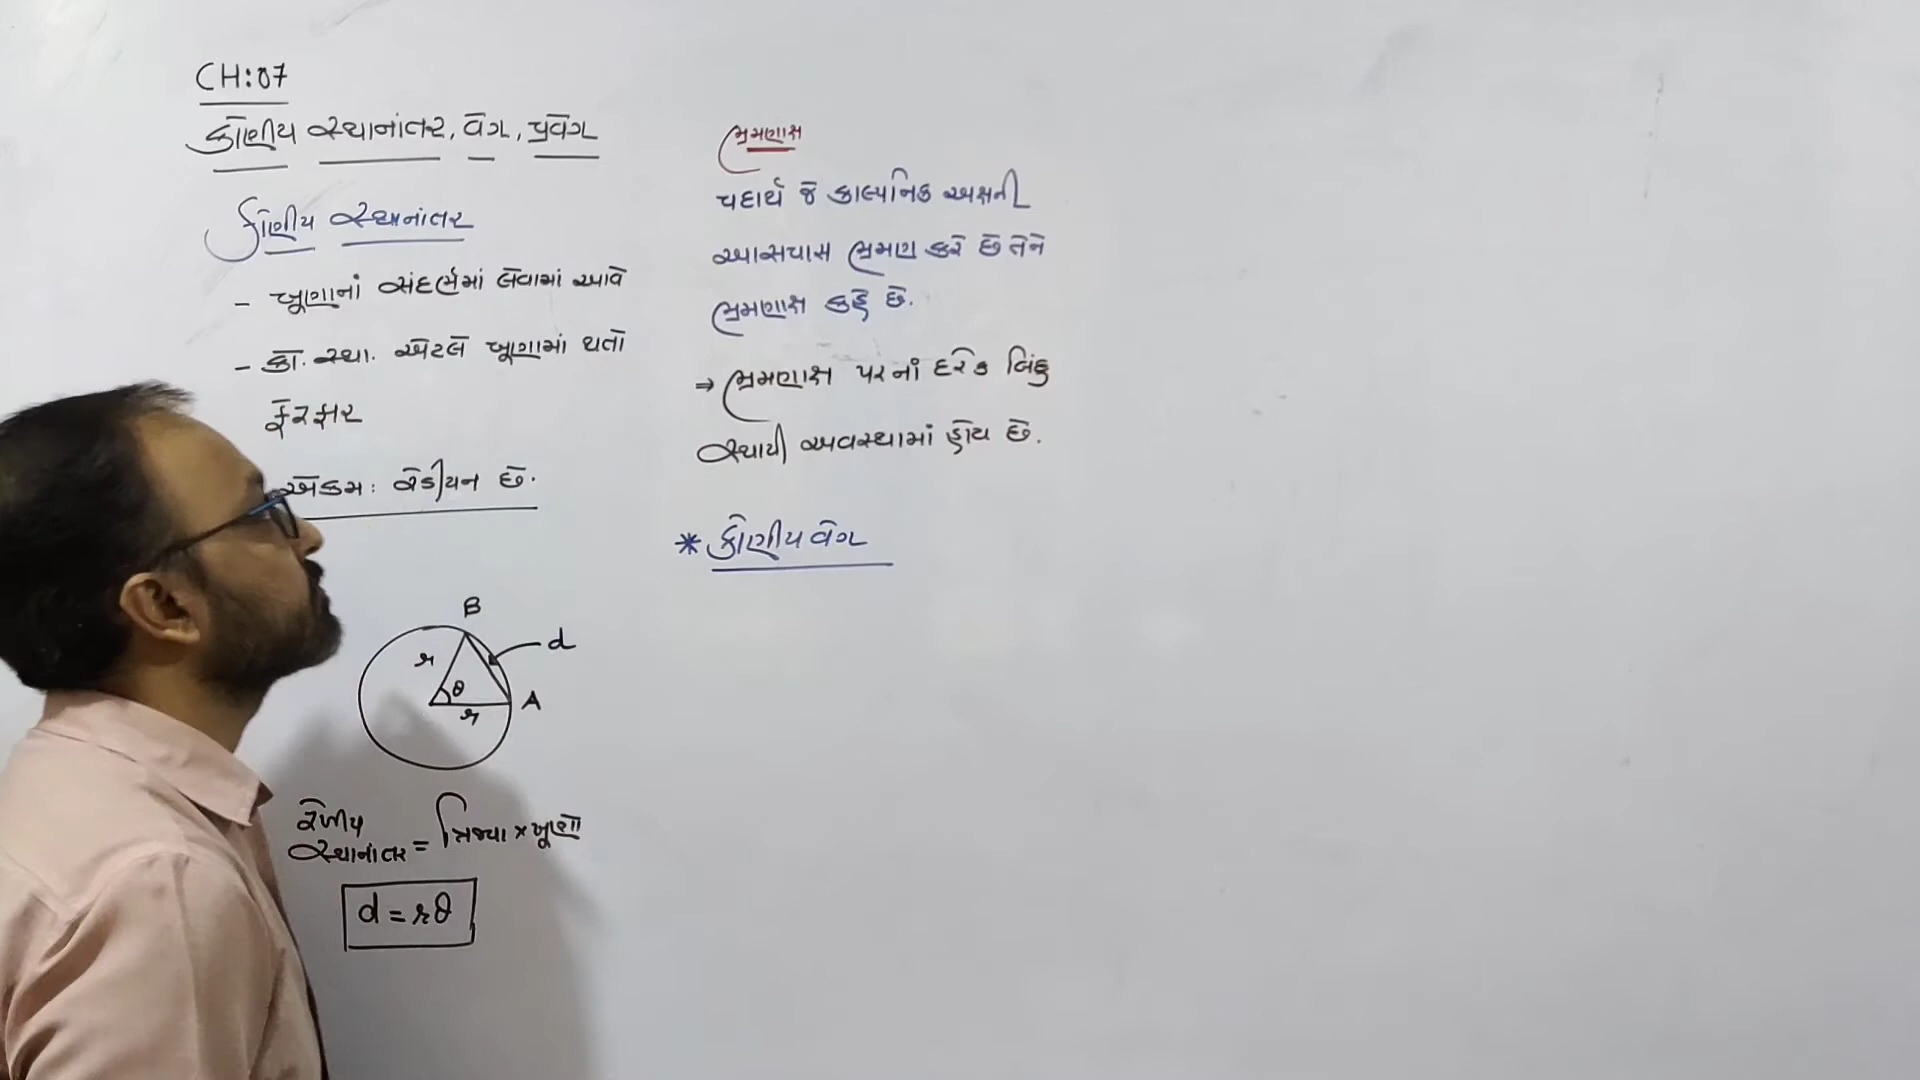 CH:07
કોણીય સ્થાનાંતર, વેગ, પ્રવેગ
કોણીય સ્થાનાંતર
- ખૂણાનાં સંદર્ભમાં લેવામાં આવે
- કો. સ્થા. એટલે ખૂણામાં થતો
ફેરફાર
એકમ : રેડીયન છે.
B
d
r
θ
r
A
રેખીય
સ્થાનાંતર = ત્રિજ્યા × ખૂણો
d = rθ
ભ્રમણાક્ષ
પદાર્થ જે કાલ્પનિક અક્ષની
આસપાસ ભ્રમણ કરે છે તેને
ભ્રમણાક્ષ કહે છે.
⇒ ભ્રમણાક્ષ પરનાં દરેક બિંદુ
સ્થાયી અવસ્થામાં હોય છે.
* કોણીય વેગ